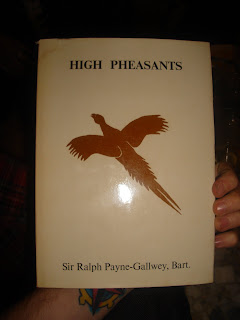 HIGH PHEASANTS
Sir Ralph Payne-Gallwey, Bart.